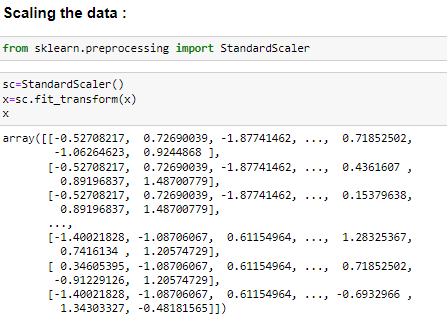 Scaling the data :
from sklearn.preprocessing import StandardScaler
sc=StandardScaler()
x=sc.fit_transform(x)
x
array([[-0.52708217,  0.72690039, -1.87741462, ...,  0.71852502,
        -1.06264623,  0.9244868 ],
       [-0.52708217,  0.72690039, -1.87741462, ...,  0.4361607 ,
         0.89196837,  1.48700779],
       [-0.52708217,  0.72690039, -1.87741462, ...,  0.15379638,
         0.89196837,  1.48700779],
       ...,
       [-1.40021828, -1.08706067,  0.61154964, ...,  1.28325367,
         0.7416134 ,  1.20574729],
       [ 0.34605395, -1.08706067,  0.61154964, ...,  0.71852502,
        -0.91229126,  1.20574729],
       [-1.40021828, -1.08706067,  0.61154964, ..., -0.6932966 ,
         1.34303327, -0.48181565]])